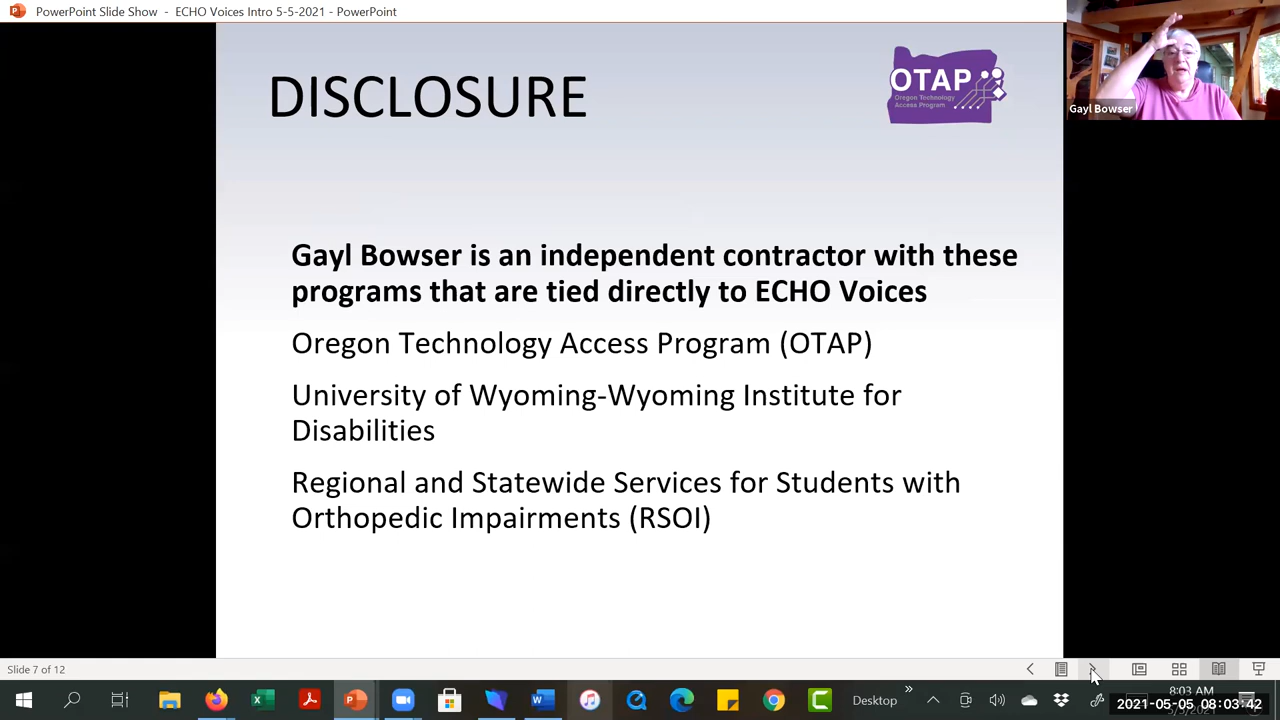 PowerPoint Slide Show - ECHO Voices Intro 5-5-2021 - PowerPoint
DISCLOSURE
OTAP
Oregon Technology
Access Program
Gayl Bowser
Gayl Bowser is an independent contractor with these
programs that are tied directly to ECHO Voices
Oregon Technology Access Program (OTAP)
University of Wyoming-Wyoming Institute for
Disabilities
Regional and Statewide Services for Students with
Orthopedic Impairments (RSOI)
Slide 7 of 12
Desktop
8:03 AM
2021-05-05 08:03:42